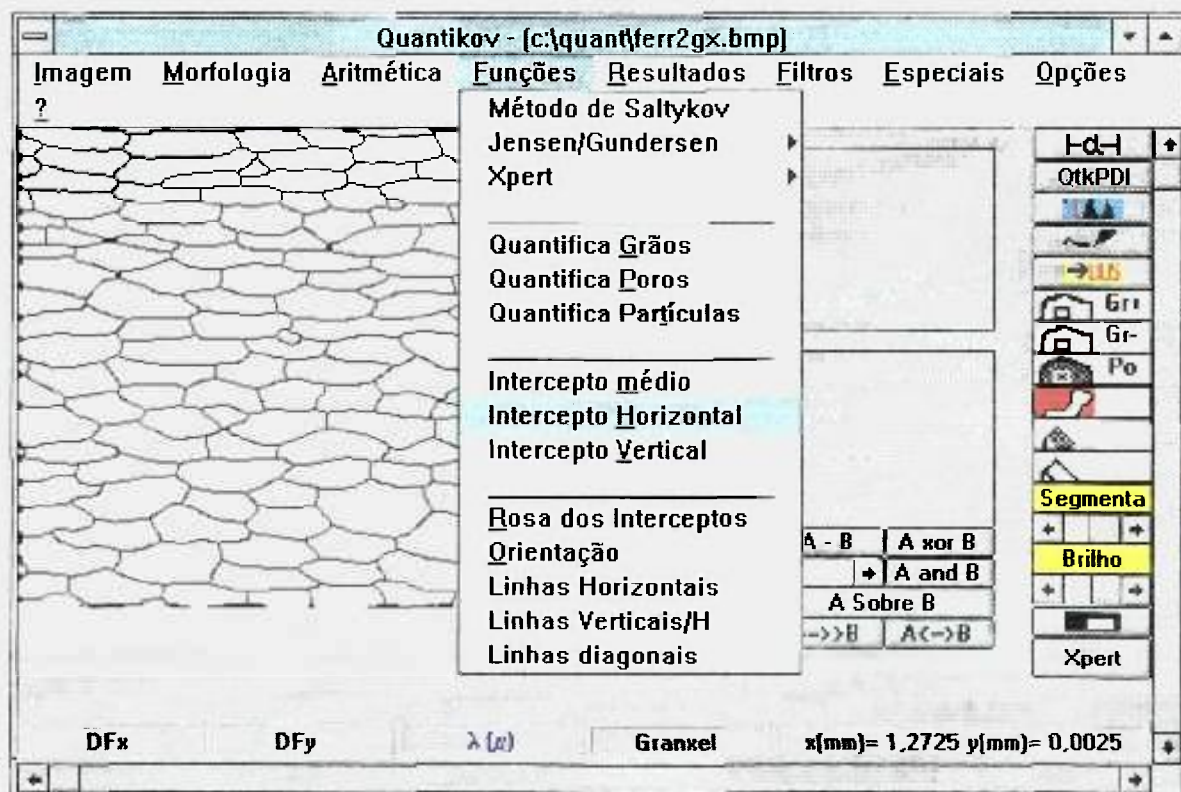 Quantikov - [c:\quant\ferr2gx.bmp]
Imagem Morfologia Aritmética Funções Resultados Filtros Especiais Opções
?
Método de Saltykov
Jensen/Gundersen
Xpert
Quantifica Grãos
Quantifica Poros
Quantifica Partículas
Intercepto médio
Intercepto Horizontal
Intercepto Vertical
Rosa dos Interceptos
Orientação
Linhas Horizontais
Linhas Verticais/H
Linhas diagonais
A - B A xor B
A and B
A Sobre B
->>B A<->B
⊢d⊣
QtkPDI
Gr+
Gr-
Po
Segmenta
Brilho
Xpert
DFx DFy λ(α) Granxel x(mm)= 1,2725 y(mm)= 0,0025